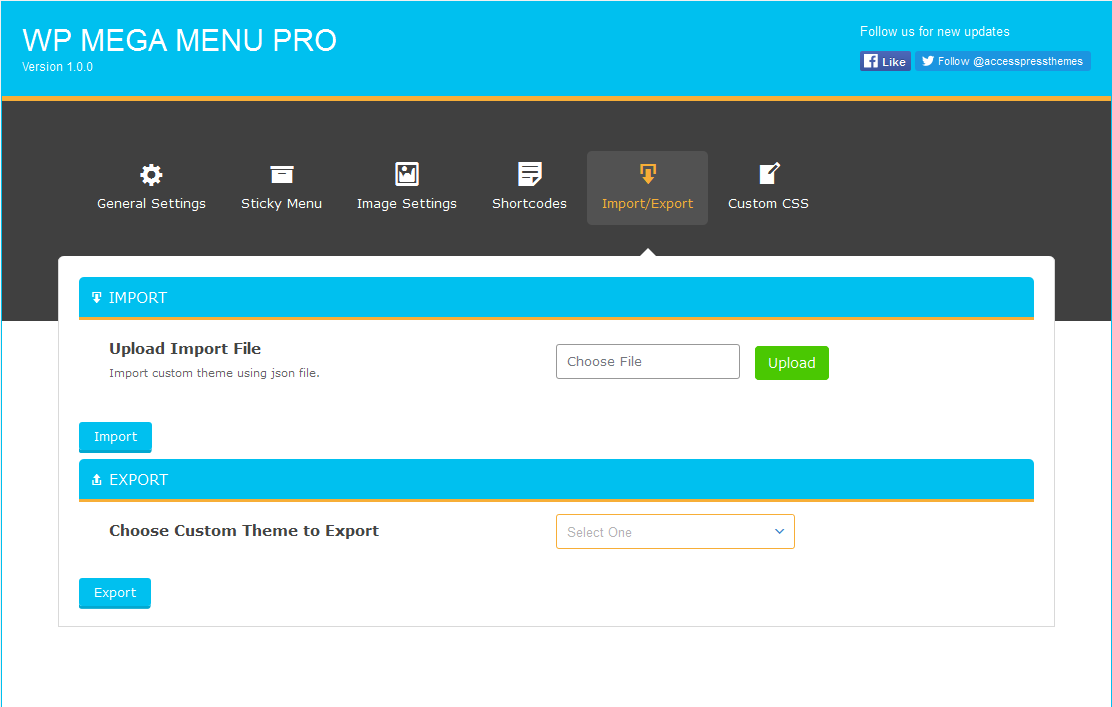 WP MEGA MENU PRO
Version 1.0.0
Follow us for new updates
Like
Follow @accesspressthemes
General Settings
Sticky Menu
Image Settings
Shortcodes
Import/Export
Custom CSS
IMPORT
Upload Import File
Import custom theme using json file.
Choose File
Upload
Import
EXPORT
Choose Custom Theme to Export
Select One
Export